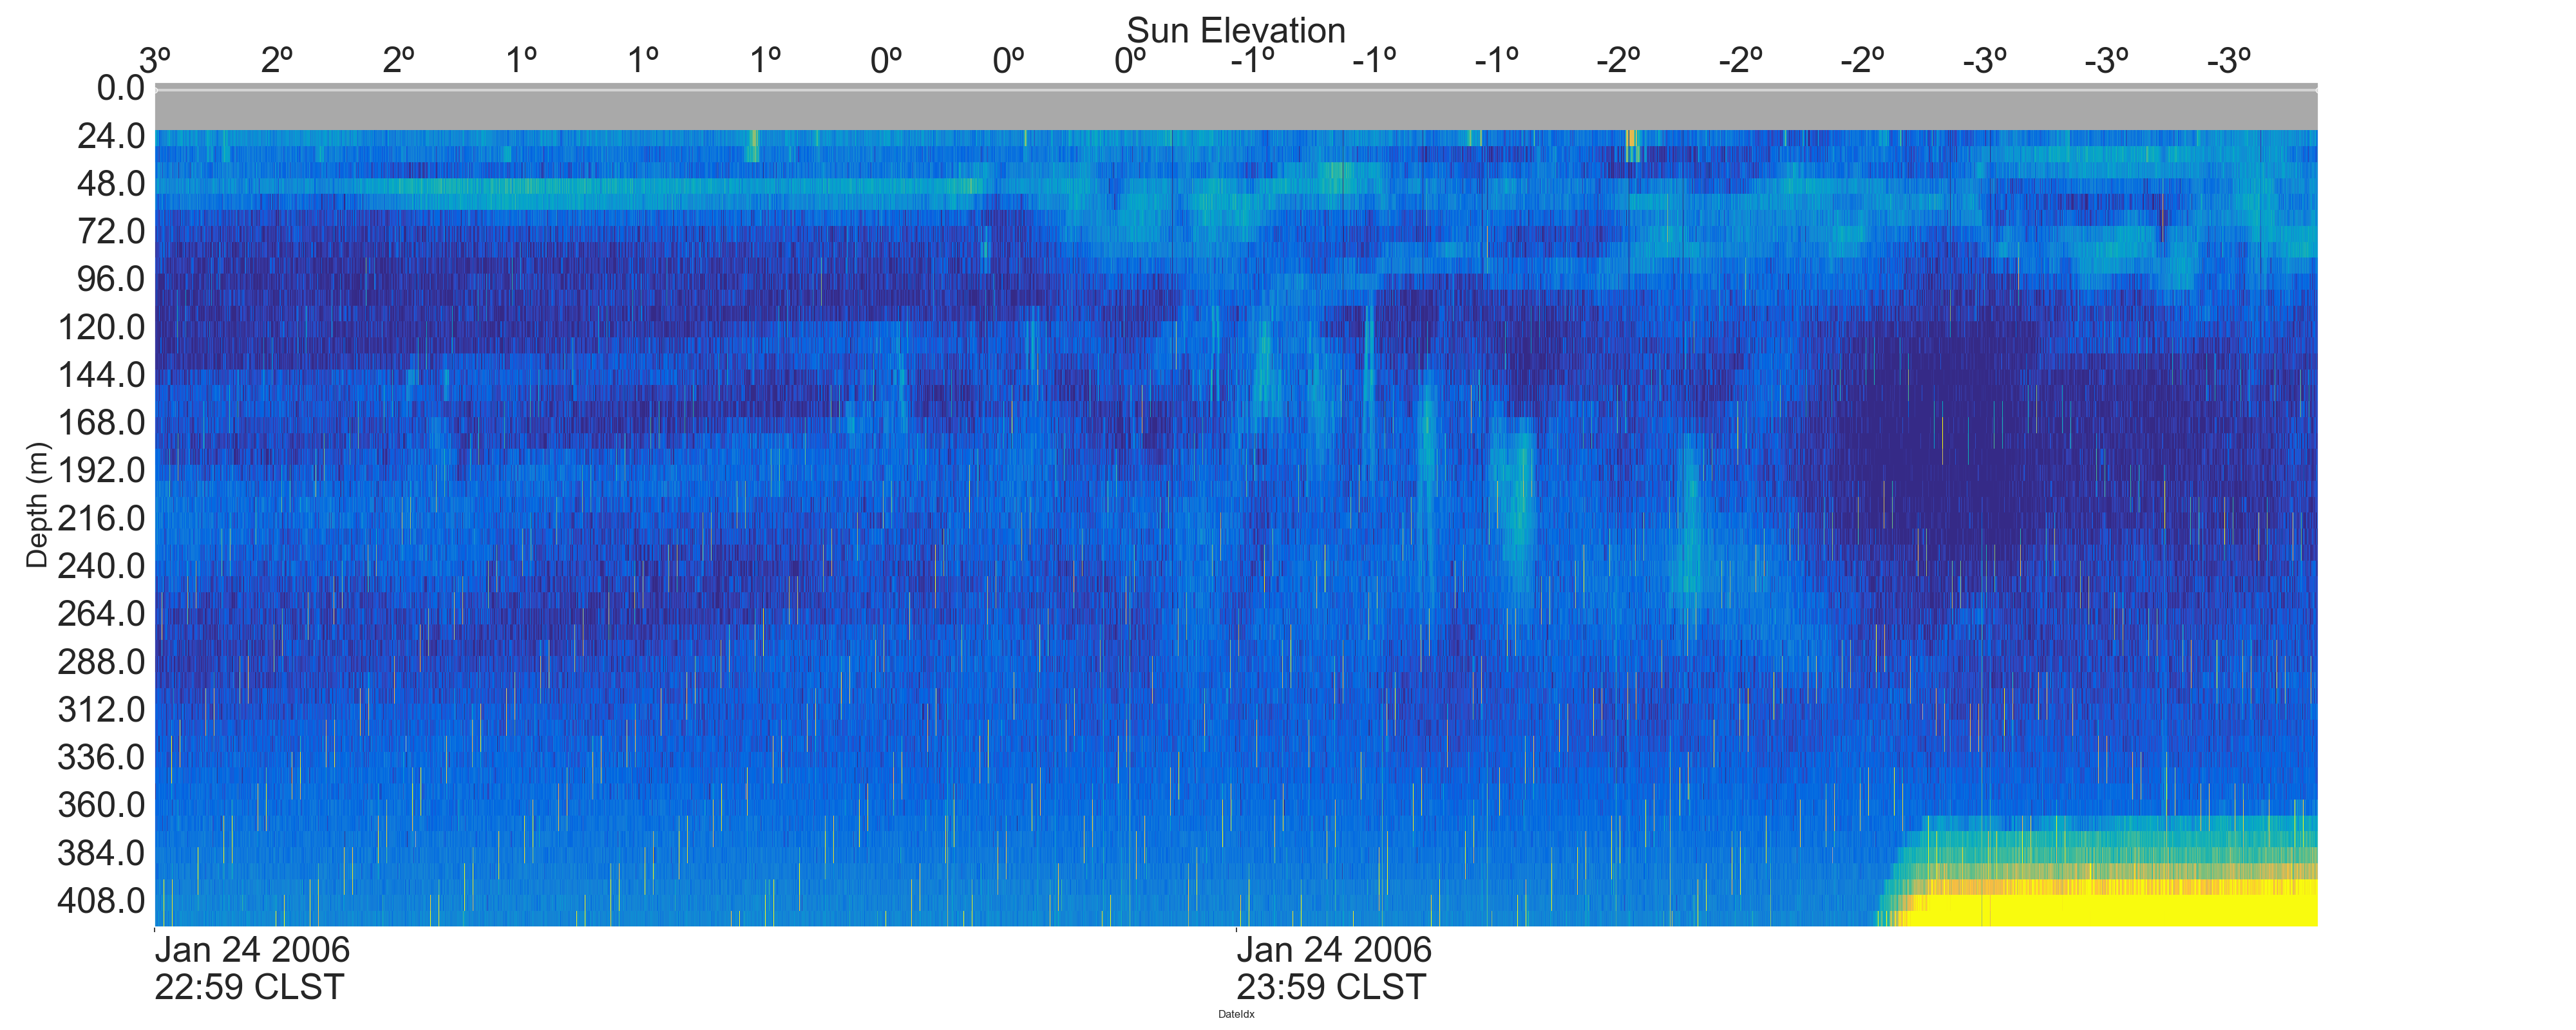 Sun Elevation
3º 2º 2º 1º 1º 1º 0º 0º 0º -1º -1º -1º -2º -2º -2º -3º -3º -3º
0.0
24.0
48.0
72.0
96.0
120.0
144.0
168.0
192.0
216.0
240.0
264.0
288.0
312.0
336.0
360.0
384.0
408.0
Depth (m)
Jan 24 2006
22:59 CLST
Jan 24 2006
23:59 CLST
DateIdx